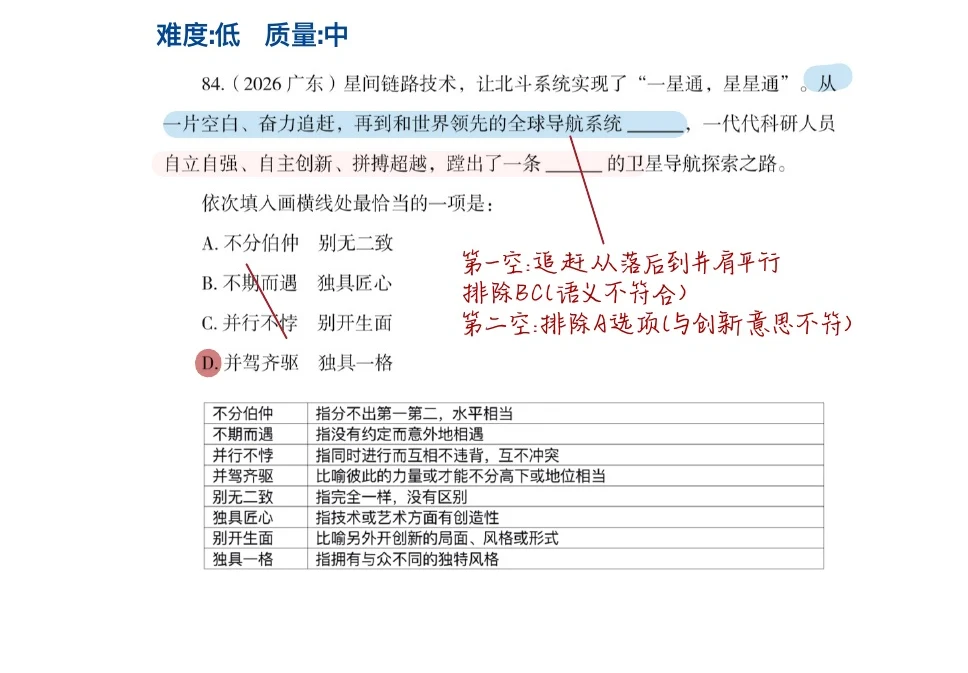 难度:低 质量:中
84.（2026 广东）星间链路技术，让北斗系统实现了“一星通，星星通”。从
一片空白、奋力追赶，再到和世界领先的全球导航系统______，一代代科研人员
自立自强、自主创新、拼搏超越，蹚出了一条______的卫星导航探索之路。
依次填入画横线处最恰当的一项是：
A. 不分伯仲 别无二致
B. 不期而遇 独具匠心
C. 并行不悖 别开生面
D. 并驾齐驱 独具一格
第一空:追赶从落后到并肩平行
排除BC(语义不符合)
第二空:排除A选项(与创新意思不符)
不分伯仲 指分不出第一第二，水平相当
不期而遇 指没有约定而意外地相遇
并行不悖 指同时进行而互相不违背，互不冲突
并驾齐驱 比喻彼此的力量或才能不分高下或地位相当
别无二致 指完全一样，没有区别
独具匠心 指技术或艺术方面有创造性
别开生面 比喻另外开创新的局面、风格或形式
独具一格 指拥有与众不同的独特风格